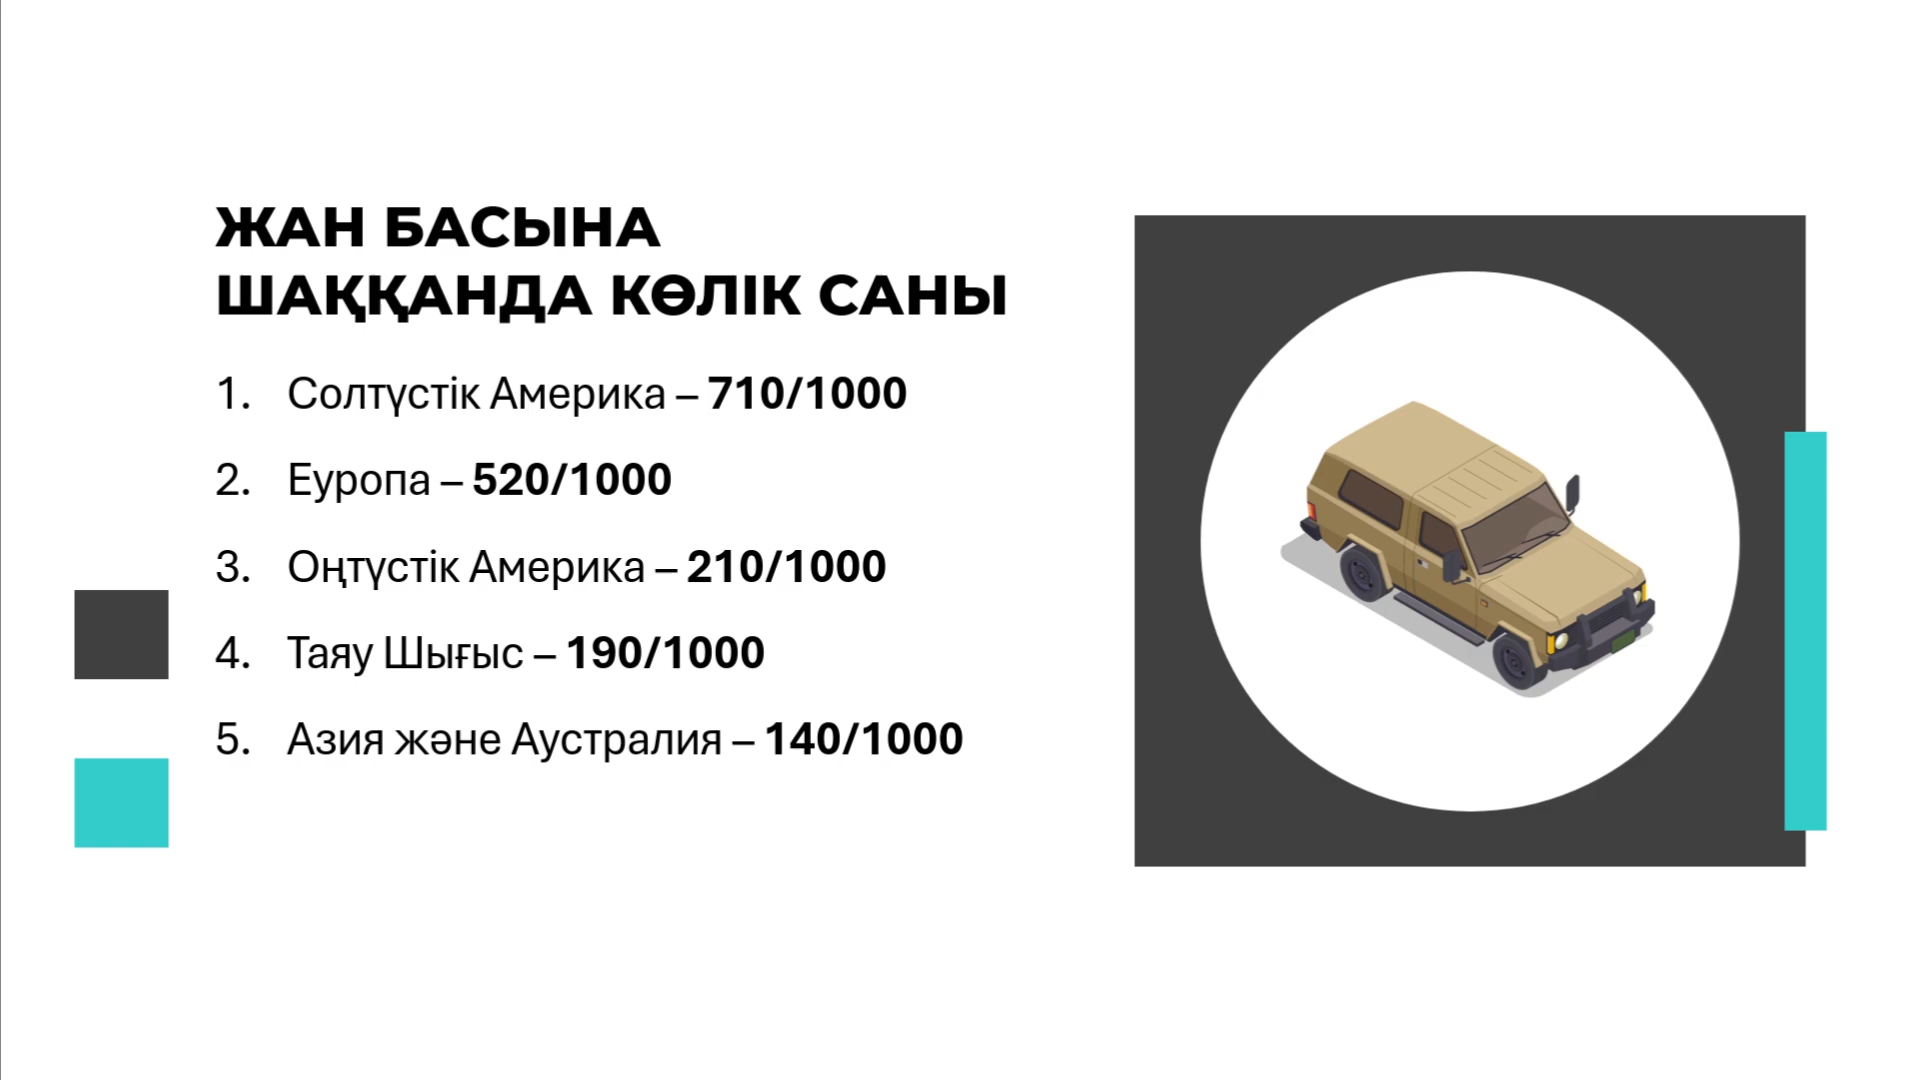 ЖАН БАСЫНА
ШАҚҚАНДА КӨЛІК САНЫ
1. Солтүстік Америка – 710/1000
2. Еуропа – 520/1000
3. Оңтүстік Америка – 210/1000
4. Таяу Шығыс – 190/1000
5. Азия және Аустралия – 140/1000